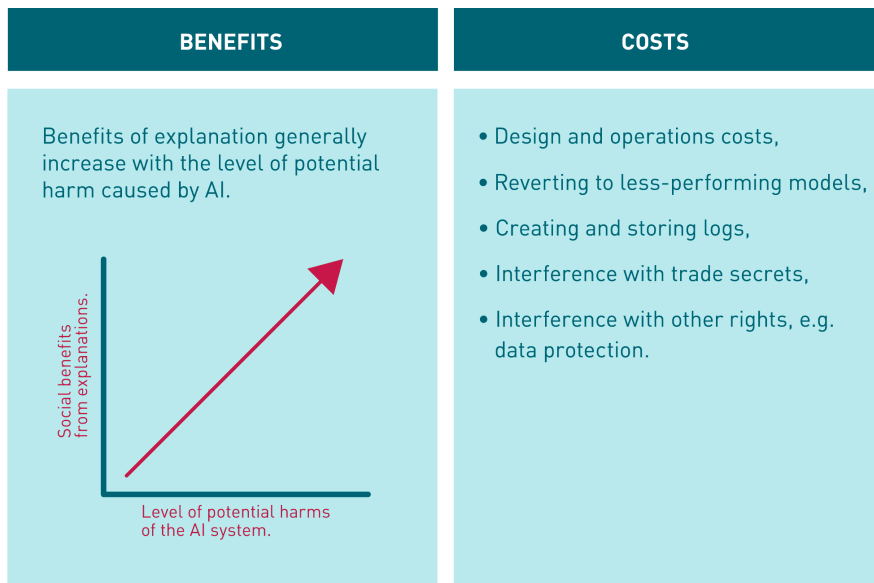 BENEFITS
Benefits of explanation generally
increase with the level of potential
harm caused by AI.
Social benefits
from explanations.
Level of potential harms
of the AI system.
COSTS
• Design and operations costs,
• Reverting to less-performing models,
• Creating and storing logs,
• Interference with trade secrets,
• Interference with other rights, e.g.
data protection.